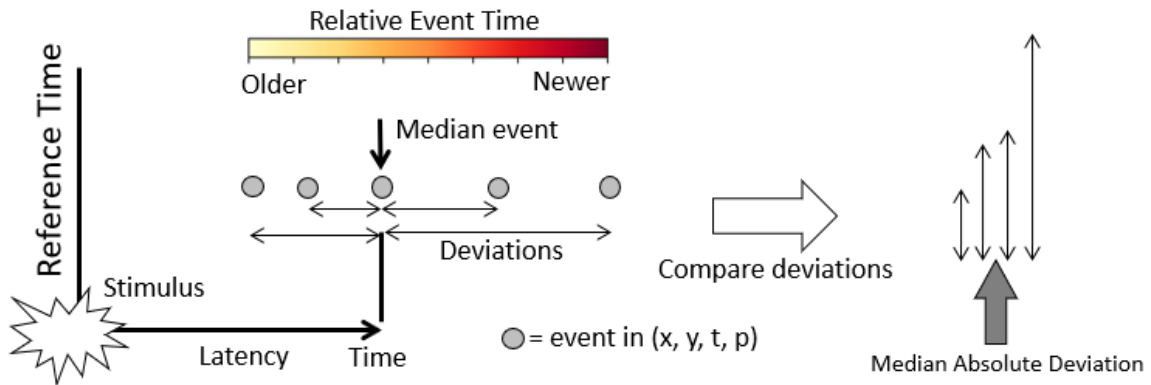 Relative Event Time
Older
Newer
Reference Time
Median event
Deviations
Stimulus
Compare deviations
Latency
Time
= event in (x, y, t, p)
Median Absolute Deviation